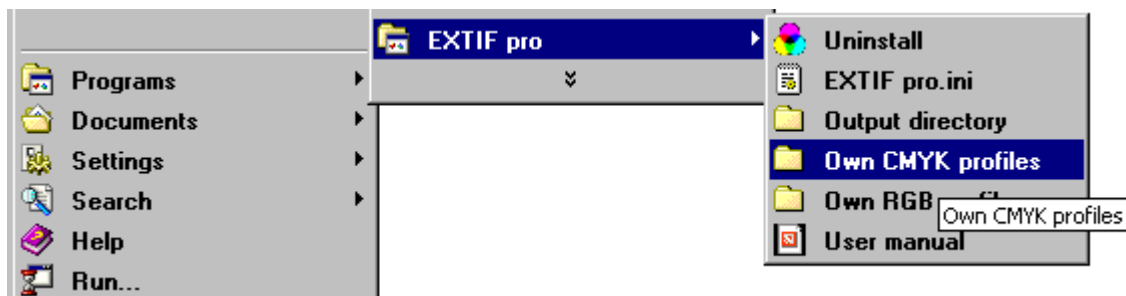 Programs
Documents
Settings
Search
Help
Run...
EXTIF pro
Uninstall
EXTIF pro.ini
Output directory
Own CMYK profiles
Own RGB
Own CMYK profiles
User manual